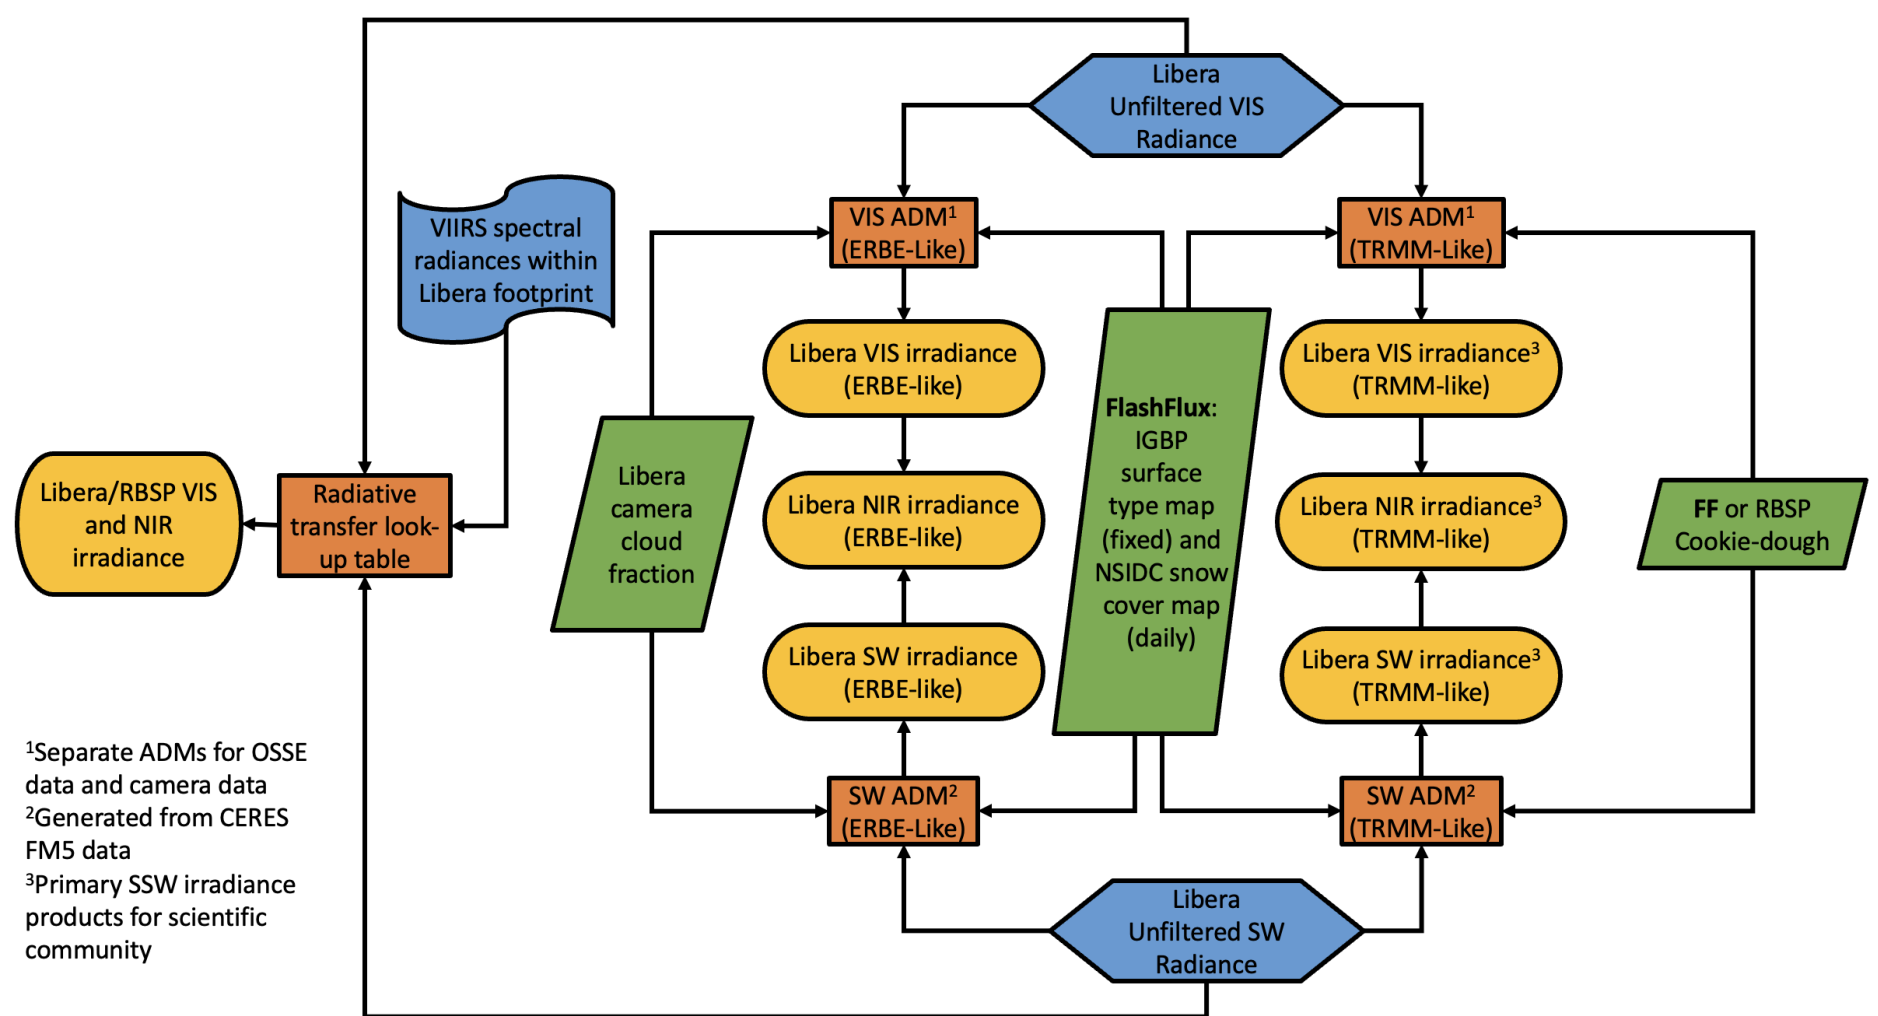 Libera
Unfiltered VIS
Radiance
VIIRS spectral
radiances within
Libera footprint
VIS ADM¹
(ERBE-Like)
VIS ADM¹
(TRMM-Like)
Libera VIS irradiance
(ERBE-like)
Libera VIS irradiance³
(TRMM-like)
FlashFlux:
IGBP
surface
type map
(fixed) and
NSIDC snow
cover map
(daily)
Libera
camera
cloud
fraction
Libera/RBSP VIS
and NIR
irradiance
Radiative
transfer look-
up table
Libera NIR irradiance
(ERBE-like)
Libera NIR irradiance³
(TRMM-like)
FF or RBSP
Cookie-dough
Libera SW irradiance
(ERBE-like)
Libera SW irradiance³
(TRMM-like)
SW ADM²
(ERBE-Like)
SW ADM²
(TRMM-Like)
Libera
Unfiltered SW
Radiance
¹Separate ADMs for OSSE
data and camera data
²Generated from CERES
FM5 data
³Primary SSW irradiance
products for scientific
community